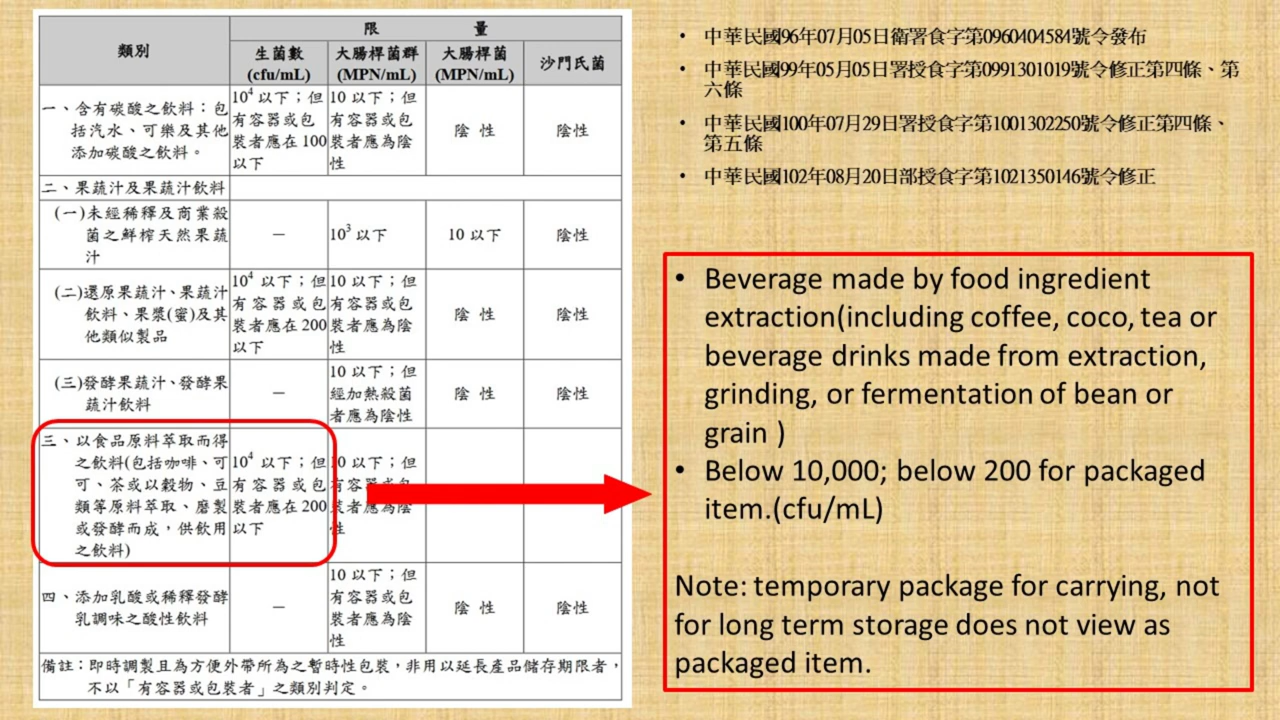 類別
限 量
生菌數
(cfu/mL)
大腸桿菌群
(MPN/mL)
大腸桿菌
(MPN/mL)
沙門氏菌
一、含有碳酸之飲料：包
括汽水、可樂及其他
添加碳酸之飲料。
10⁴ 以下；但
有容器或包
裝者應在 100
以下
10 以下；但
有容器或包
裝者應為陰
性
陰 性
陰性
二、果蔬汁及果蔬汁飲料
(一)未經稀釋及商業殺
菌之鮮榨天然果蔬
汁
－
10³ 以下
10 以下
陰性
(二)還原果蔬汁、果蔬汁
飲料、果漿(蜜)及其
他類似製品
10⁴ 以下；但
有容器或包
裝者應在 200
以下
10 以下；但
有容器或包
裝者應為陰
性
陰 性
陰性
(三)發酵果蔬汁、發酵果
蔬汁飲料
－
10 以下；但
經加熱殺菌
者應為陰性
陰 性
陰性
三、以食品原料萃取而得
之飲料(包括咖啡、可
可、茶或以穀物、豆
類等原料萃取、磨製
或發酵而成，供飲用
之飲料)
10⁴ 以下；但
有容器或包
裝者應在 200
以下
10 以下；但
裝者應為陰
性
四、添加乳酸或稀釋發酵
乳調味之酸性飲料
－
10 以下；但
有容器或包
裝者應為陰
性
陰 性
陰性
備註：即時調製且為方便外帶所為之暫時性包裝，非用以延長產品儲存期限者，
不以「有容器或包裝者」之類別判定。
• 中華民國96年07月05日衛署食字第0960404584號令發布
• 中華民國99年05月05日署授食字第0991301019號令修正第四條、第
六條
• 中華民國100年07月29日署授食字第1001302250號令修正第四條、
第五條
• 中華民國102年08月20日部授食字第1021350146號令修正
• Beverage made by food ingredient
extraction(including coffee, coco, tea or
beverage drinks made from extraction,
grinding, or fermentation of bean or
grain )
• Below 10,000; below 200 for packaged
item.(cfu/mL)
Note: temporary package for carrying, not
for long term storage does not view as
packaged item.